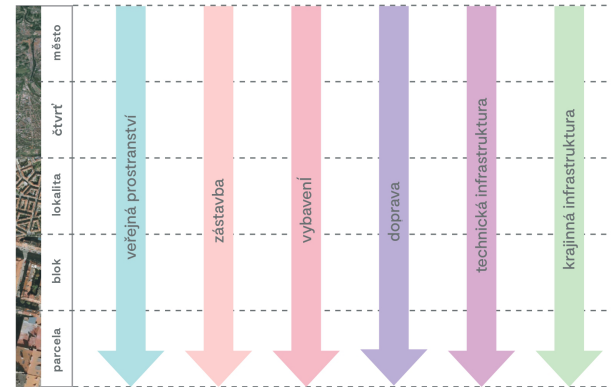 město
čtvrť
lokalita
blok
parcela
veřejná prostranství
zástavba
vybavení
doprava
technická infrastruktura
krajinná infrastruktura